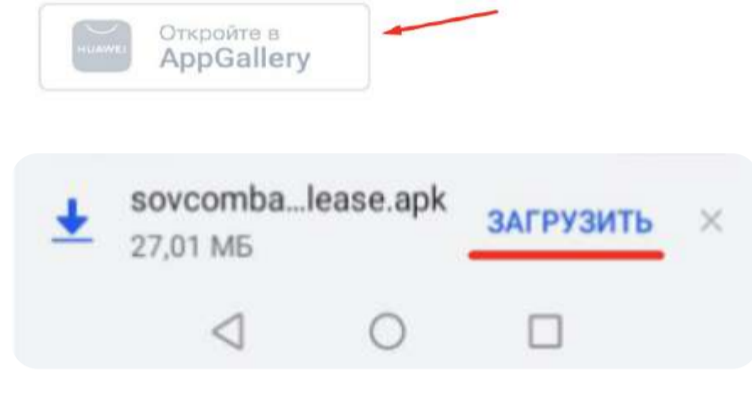 Откройте в
HUAWEI
AppGallery
sovcomba...lease.apk
ЗАГРУЗИТЬ
27,01 МБ